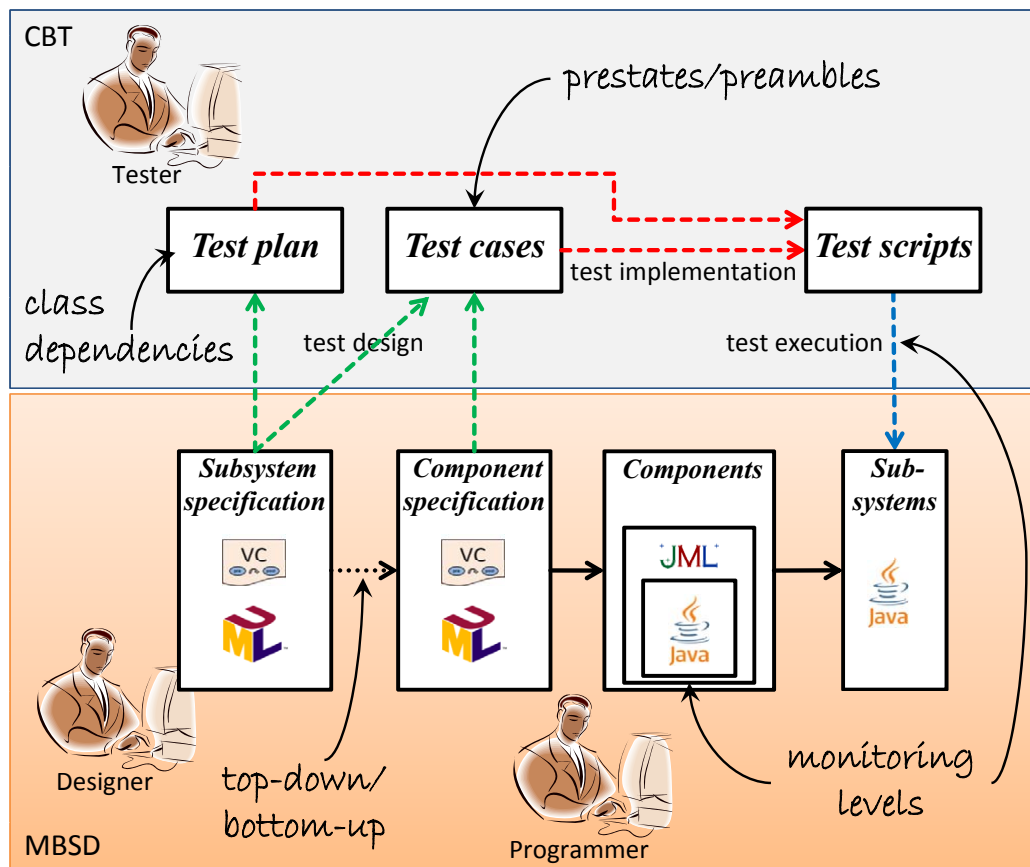 CBT
prestates/preambles
Tester
Test plan
Test cases
Test scripts
test implementation
class
dependencies
test design
test execution
Subsystem
specification
Component
specification
Components
Sub-
systems
VC
VC
JML
UML
UML
Java
Java
Designer
top-down/
bottom-up
Programmer
monitoring
levels
MBSD